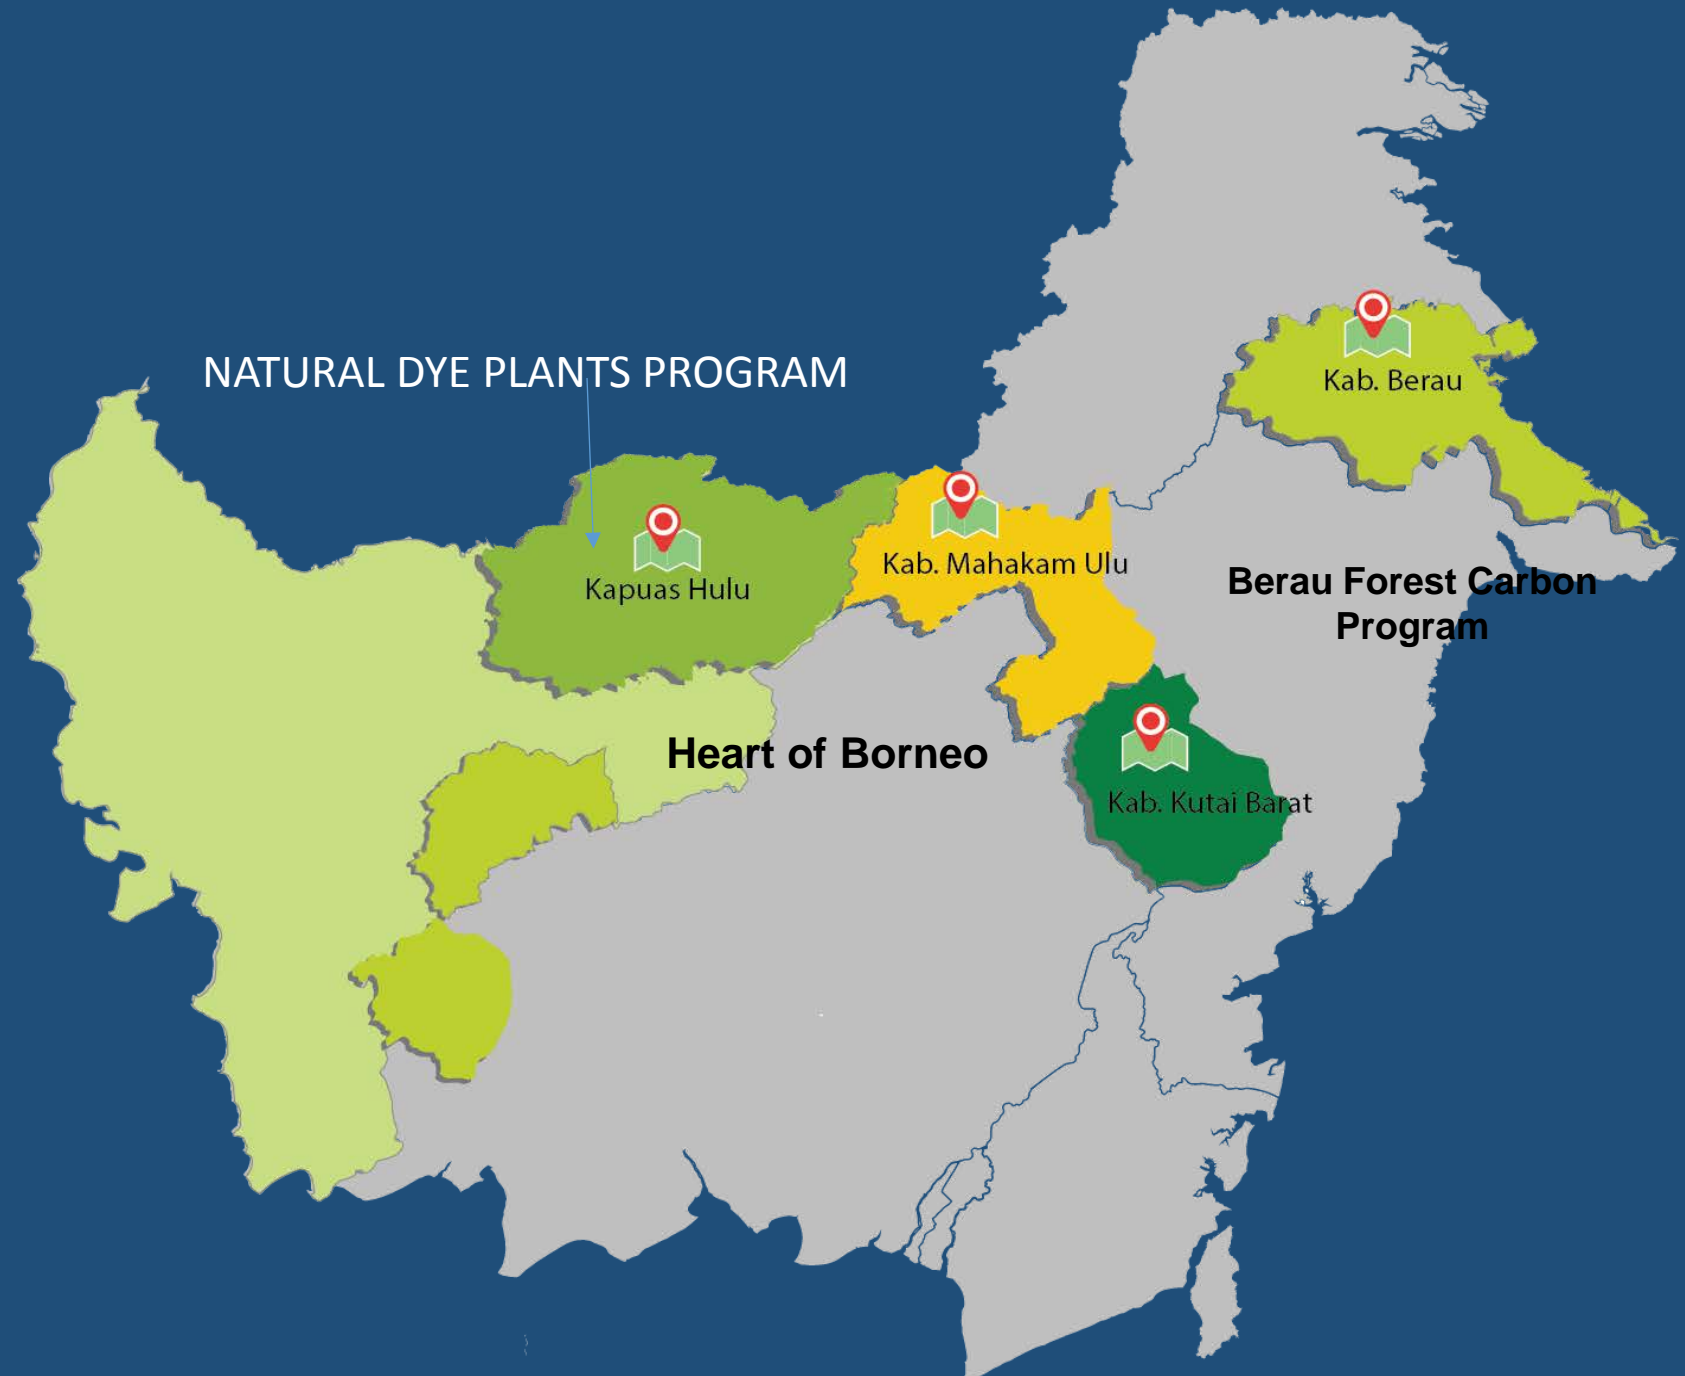 NATURAL DYE PLANTS PROGRAM
Kab. Berau
Kapuas Hulu
Kab. Mahakam Ulu
Berau Forest Carbon
Program
Heart of Borneo
Kab. Kutai Barat